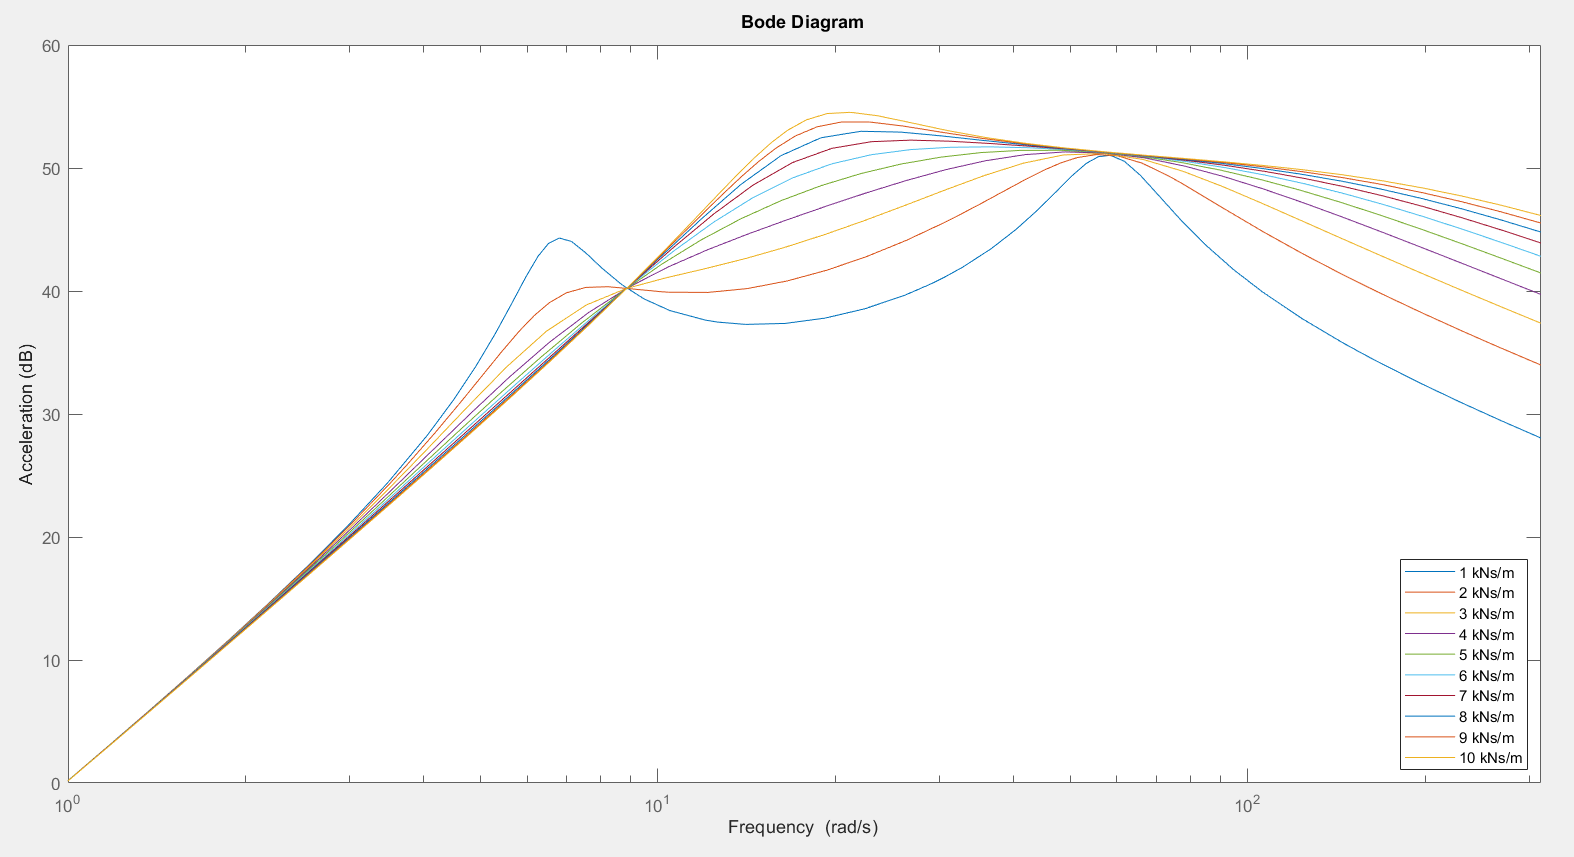 Bode Diagram
60
50
40
30
20
10
0
Acceleration (dB)
10^0
10^1
10^2
Frequency (rad/s)
1 kNs/m
2 kNs/m
3 kNs/m
4 kNs/m
5 kNs/m
6 kNs/m
7 kNs/m
8 kNs/m
9 kNs/m
10 kNs/m